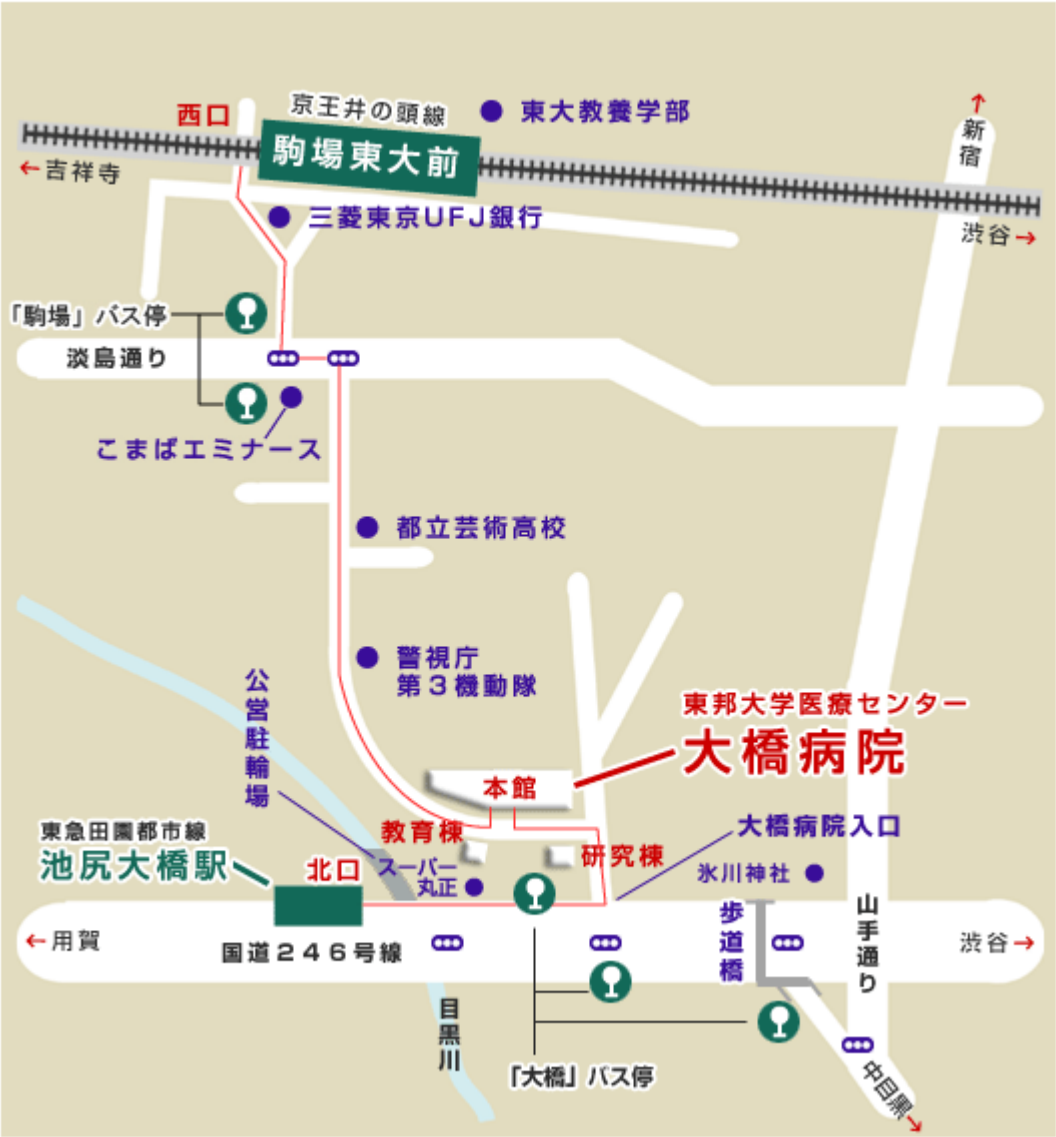 京王井の頭線
西口
東大教養学部
駒場東大前
新宿
←吉祥寺
三菱東京UFJ銀行
渋谷→
「駒場」バス停
淡島通り
こまばエミナース
都立芸術高校
警視庁
第３機動隊
公営駐輪場
東邦大学医療センター
大橋病院
本館
東急田園都市線
池尻大橋駅
教育棟
大橋病院入口
北口
スーパー
丸正
研究棟
氷川神社
山手通り
歩道橋
←用賀
国道２４６号線
渋谷→
目黒川
「大橋」バス停
中目黒